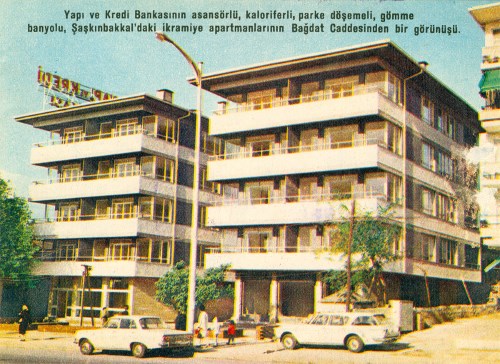 Yapı ve Kredi Bankasının asansörlü, kaloriferli, parke döşemeli, gömme
banyolu, Şaşkınbakkal'daki ikramiye apartmanlarının Bağdat Caddesinden bir görünüşü.